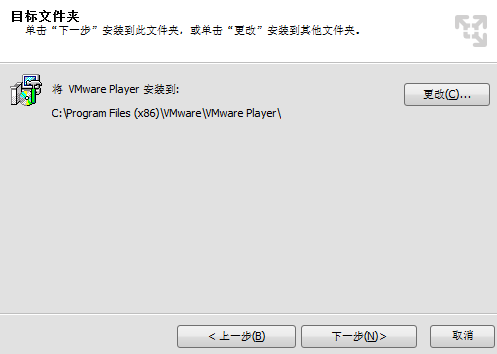 目标文件夹
单击“下一步”安装到此文件夹，或单击“更改”安装到其他文件夹。
将 VMware Player 安装到:
更改(C)...
C:\Program Files (x86)\VMware\VMware Player\
< 上一步(B)
下一步(N)>
取消